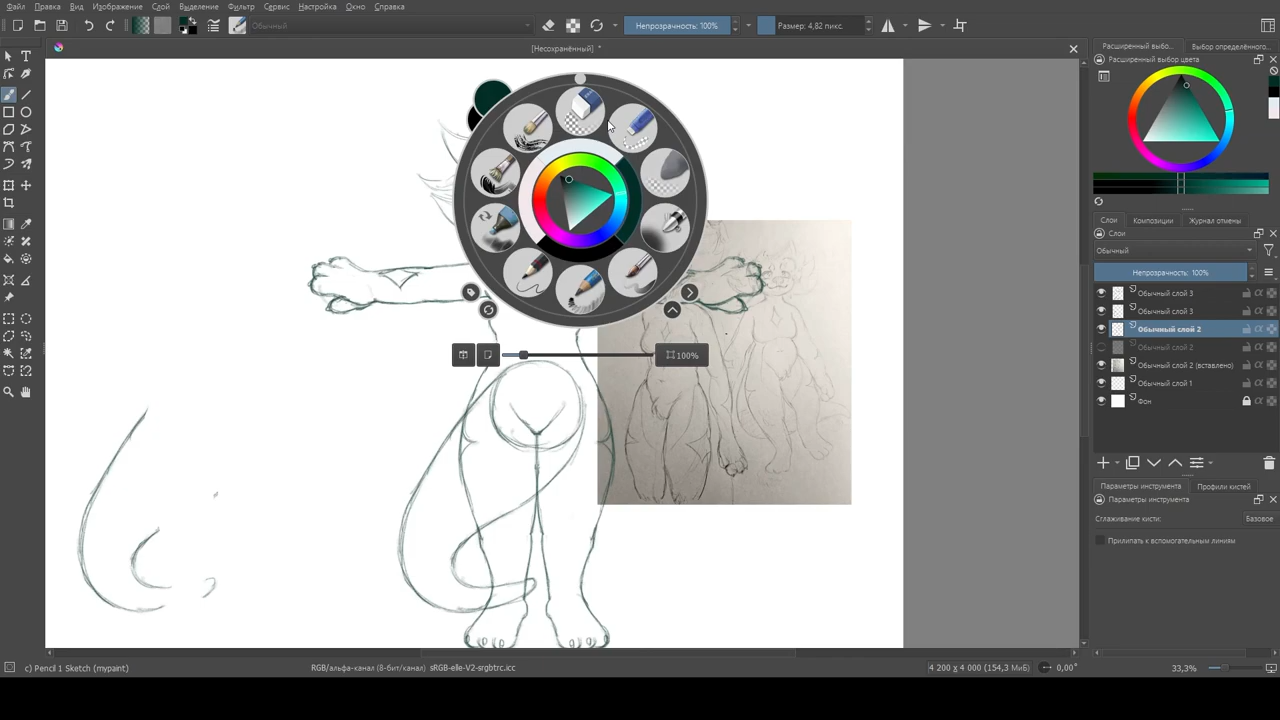 Файл Правка Вид Изображение Слой Выделение Фильтр Сервис Настройка Окно Справка
Обычный
Непрозрачность: 100%
Размер: 4,82 пикс.
[Несохранённый] *
Расширенный выбо...
Выбор определённого...
Расширенный выбор цвета
Слои Композиции Журнал отмены
Слои
Обычный
Непрозрачность: 100%
Обычный слой 3
Обычный слой 3
Обычный слой 2
Обычный слой 2
Обычный слой 2 (вставлено)
Обычный слой 1
Фон
100%
Параметры инструмента Профили кистей
Параметры инструмента
Сглаживание кисти: Базовое
Прилипать к вспомогательным линиям
c) Pencil 1 Sketch (mypaint)
RGB/альфа-канал (8-бит/канал) sRGB-elle-V2-srgbtrc.icc
4 200 x 4 000 (154,3 МиБ)
0,00°
33,3%